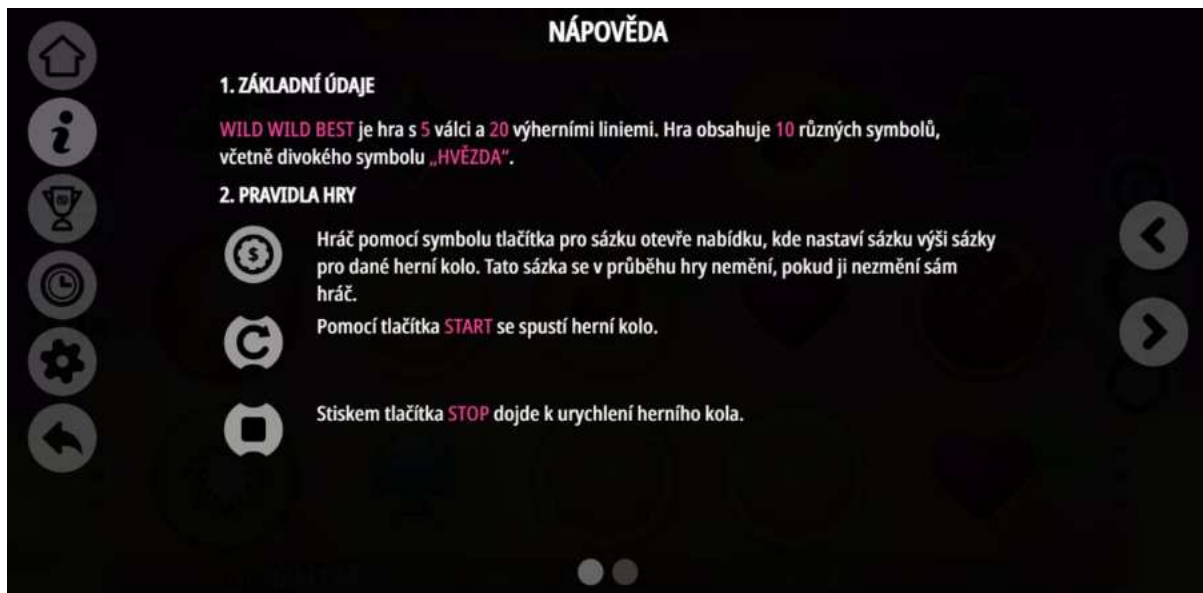 NÁPOVĚDA
1. ZÁKLADNÍ ÚDAJE
WILD WILD BEST je hra s 5 válci a 20 výherními liniemi. Hra obsahuje 10 různých symbolů,
včetně divokého symbolu „HVĚZDA“.
2. PRAVIDLA HRY
Hráč pomocí symbolu tlačítka pro sázku otevře nabídku, kde nastaví sázku výši sázky
pro dané herní kolo. Tato sázka se v průběhu hry nemění, pokud ji nezmění sám
hráč.
Pomocí tlačítka START se spustí herní kolo.
Stiskem tlačítka STOP dojde k urychlení herního kola.